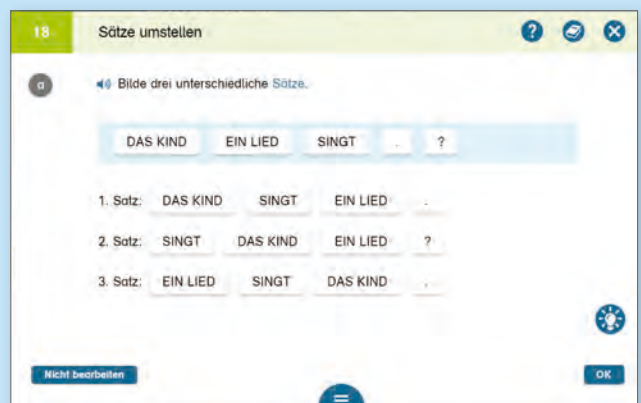 18 Sätze umstellen ?
a Bilde drei unterschiedliche Sätze.
DAS KIND EIN LIED SINGT . ?
1. Satz: DAS KIND SINGT EIN LIED .
2. Satz: SINGT DAS KIND EIN LIED ?
3. Satz: EIN LIED SINGT DAS KIND .
Nicht bearbeiten OK